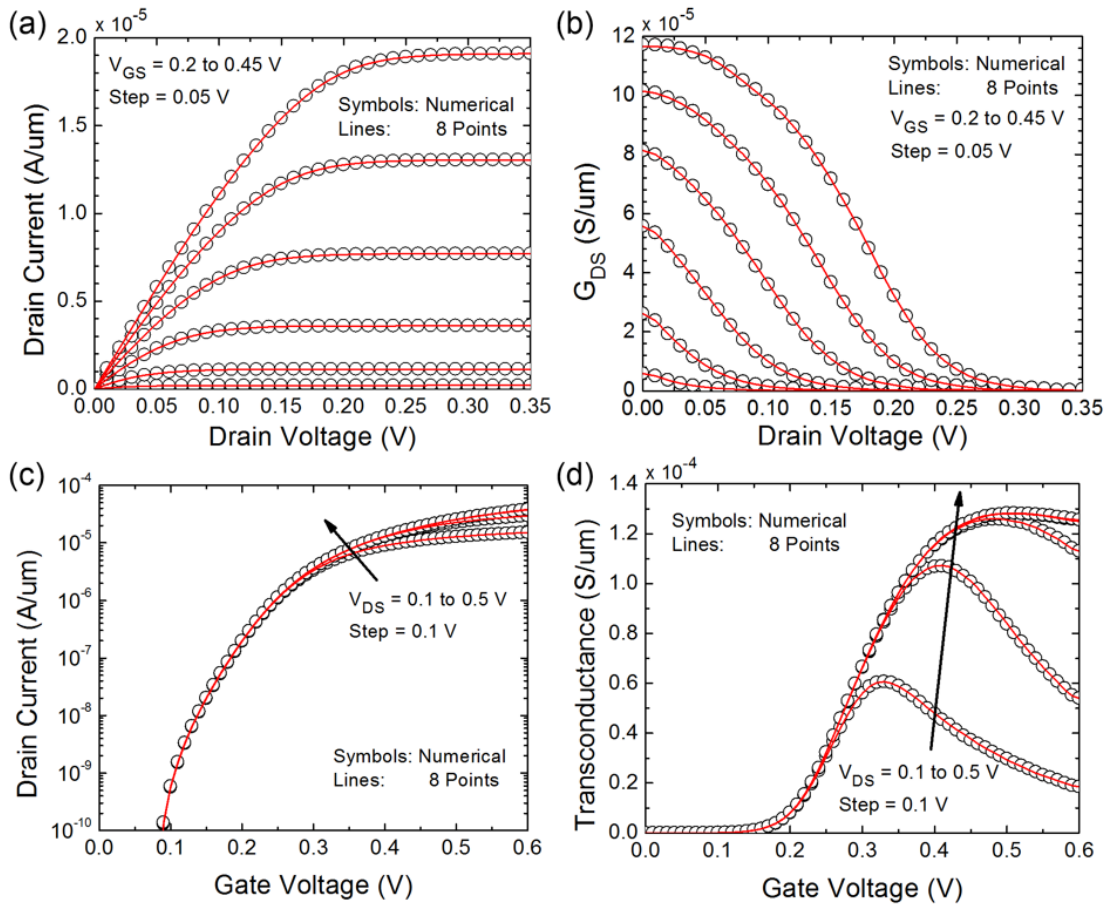 (a)
× 10^-5
2.0
1.5
1.0
0.5
0.0
Drain Current (A/um)
V_GS = 0.2 to 0.45 V
Step = 0.05 V
Symbols: Numerical
Lines: 8 Points
0.00 0.05 0.10 0.15 0.20 0.25 0.30 0.35
Drain Voltage (V)
(b)
× 10^-5
12
10
8
6
4
2
0
G_DS (S/um)
Symbols: Numerical
Lines: 8 Points
V_GS = 0.2 to 0.45 V
Step = 0.05 V
0.00 0.05 0.10 0.15 0.20 0.25 0.30 0.35
Drain Voltage (V)
(c)
10^-4
10^-5
10^-6
10^-7
10^-8
10^-9
10^-10
Drain Current (A/um)
V_DS = 0.1 to 0.5 V
Step = 0.1 V
Symbols: Numerical
Lines: 8 Points
0.0 0.1 0.2 0.3 0.4 0.5 0.6
Gate Voltage (V)
(d)
× 10^-4
1.4
1.2
1.0
0.8
0.6
0.4
0.2
0.0
Transconductance (S/um)
Symbols: Numerical
Lines: 8 Points
V_DS = 0.1 to 0.5 V
Step = 0.1 V
0.0 0.1 0.2 0.3 0.4 0.5 0.6
Gate Voltage (V)